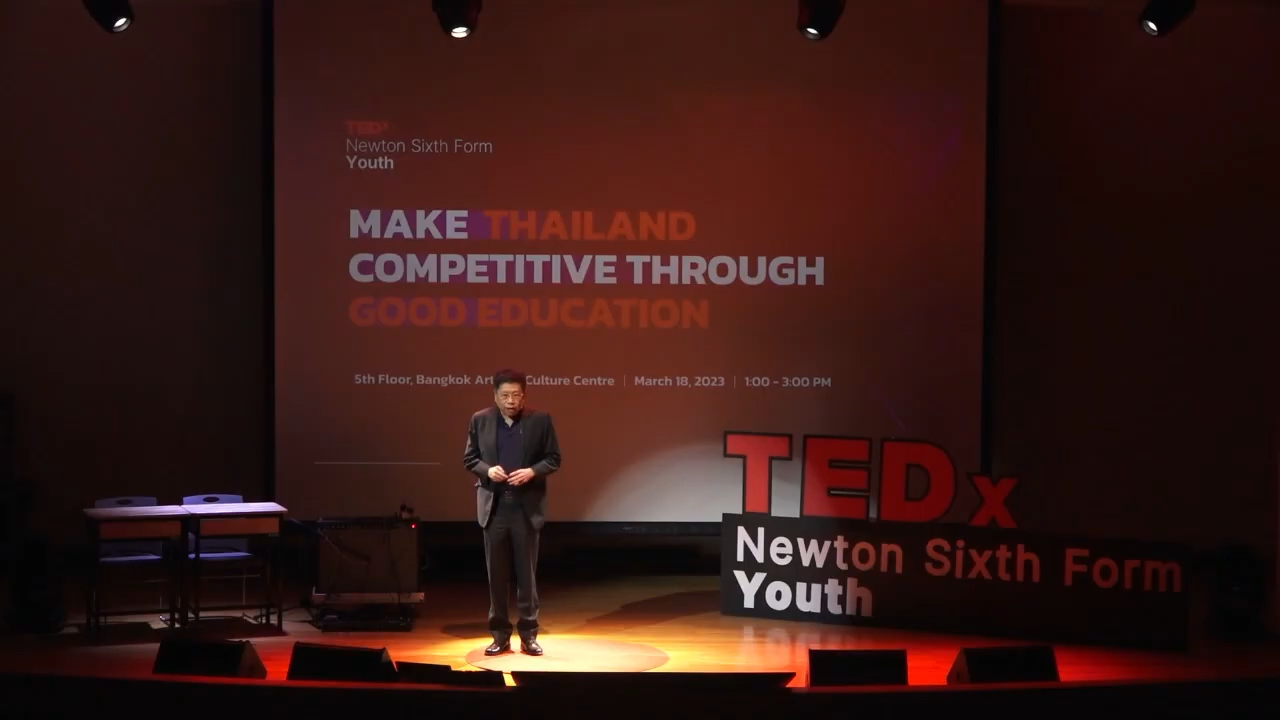 TEDx
Newton Sixth Form
Youth
MAKE THAILAND
COMPETITIVE THROUGH
GOOD EDUCATION
5th Floor, Bangkok Art Culture Centre | March 18, 2023 | 1:00 - 3:00 PM
TEDx
Newton Sixth Form
Youth